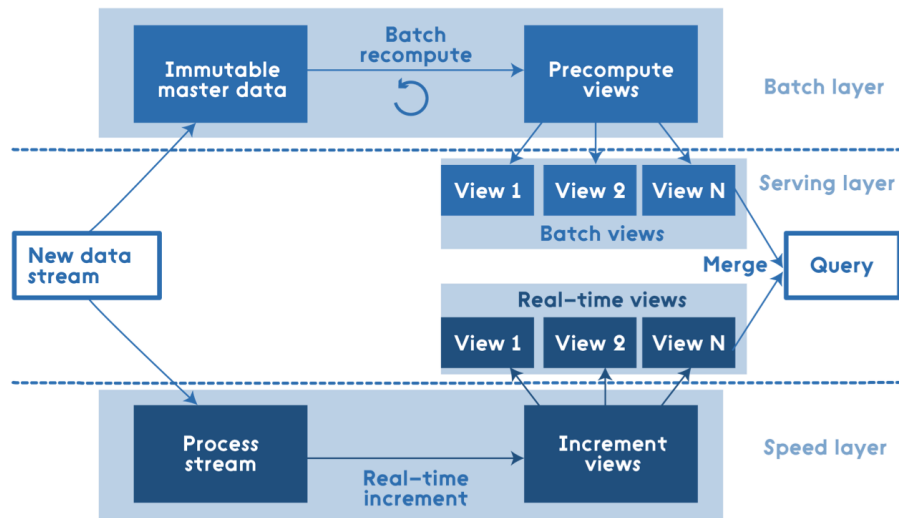 Batch
recompute
Immutable
master data
Precompute
views
Batch layer
View 1
View 2
View N
Serving layer
Batch views
New data
stream
Merge
Query
Real-time views
View 1
View 2
View N
Process
stream
Increment
views
Speed layer
Real-time
increment